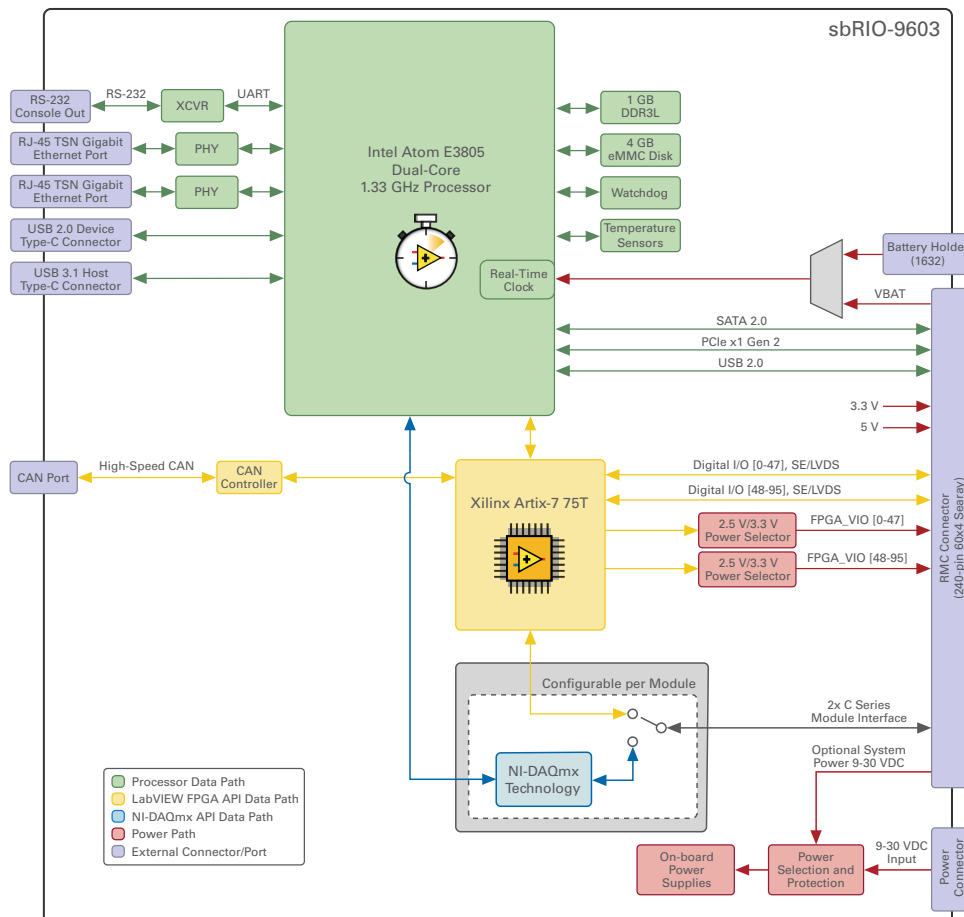 sbRIO-9603
RS-232
Console Out
RS-232
XCVR
UART
RJ-45 TSN Gigabit
Ethernet Port
PHY
RJ-45 TSN Gigabit
Ethernet Port
PHY
USB 2.0 Device
Type-C Connector
USB 3.1 Host
Type-C Connector
Intel Atom E3805
Dual-Core
1.33 GHz Processor
Real-Time
Clock
1 GB
DDR3L
4 GB
eMMC Disk
Watchdog
Temperature
Sensors
Battery Holder
(1632)
VBAT
SATA 2.0
PCIe x1 Gen 2
USB 2.0
3.3 V
5 V
CAN Port
High-Speed CAN
CAN
Controller
Xilinx Artix-7 75T
Digital I/O [0-47], SE/LVDS
Digital I/O [48-95], SE/LVDS
2.5 V/3.3 V
Power Selector
FPGA_VIO [0-47]
2.5 V/3.3 V
Power Selector
FPGA_VIO [48-95]
RMC Connector
(240-pin 60x4 Searay)
Configurable per Module
NI-DAQmx
Technology
2x C Series
Module Interface
Optional System
Power 9-30 VDC
Processor Data Path
LabVIEW FPGA API Data Path
NI-DAQmx API Data Path
Power Path
External Connector/Port
On-board
Power
Supplies
Power
Selection and
Protection
9-30 VDC
Input
Power
Connector